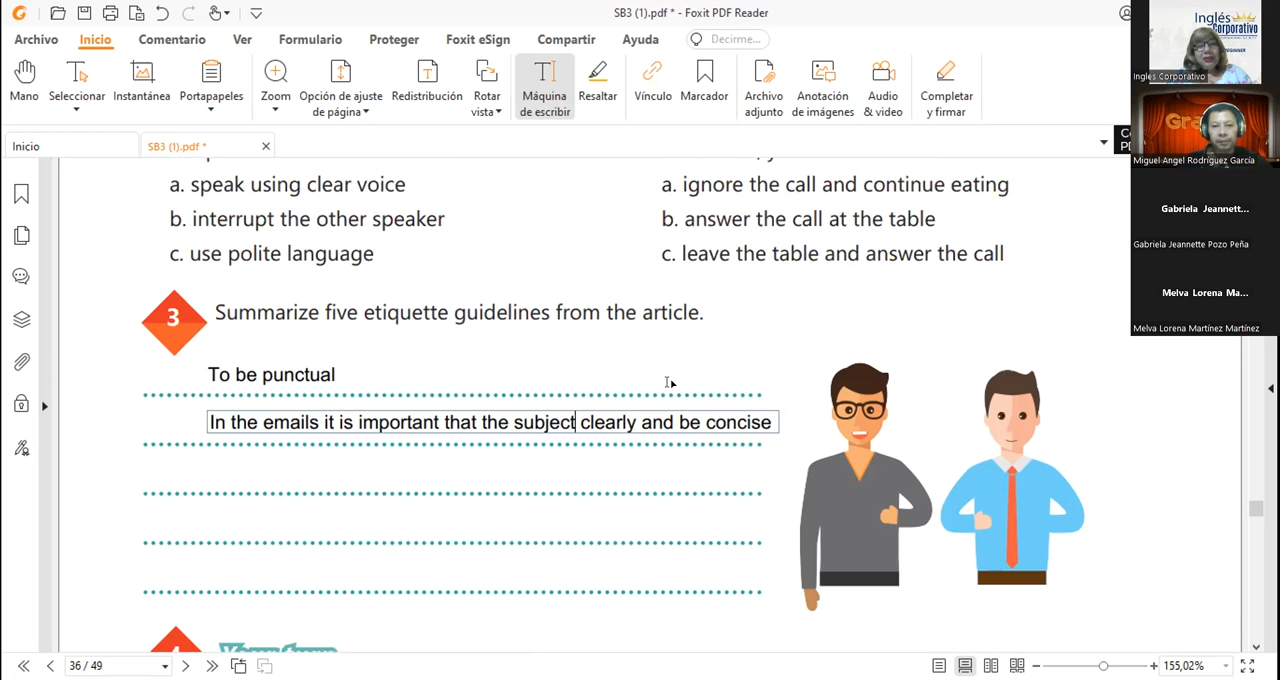 SB3 (1).pdf * - Foxit PDF Reader
Archivo Inicio Comentario Ver Formulario Proteger Foxit eSign Compartir Ayuda Decirme...
Mano Seleccionar Instantánea Portapapeles Zoom Opción de ajuste de página Redistribución Rotar vista Máquina de escribir Resaltar Vínculo Marcador Archivo adjunto Anotación de imágenes Audio & video Completar y firmar
Inicio SB3 (1).pdf *
a. speak using clear voice
b. interrupt the other speaker
c. use polite language
a. ignore the call and continue eating
b. answer the call at the table
c. leave the table and answer the call
3 Summarize five etiquette guidelines from the article.
To be punctual
In the emails it is important that the subject clearly and be concise
36 / 49
155,02%
Inglés
Corporativo
Ingles Corporativo
Miguel Angel Rodríguez García
Gabriela Jeannett...
Gabriela Jeannette Pozo Peña
Melva Lorena Ma...
Melva Lorena Martínez Martínez